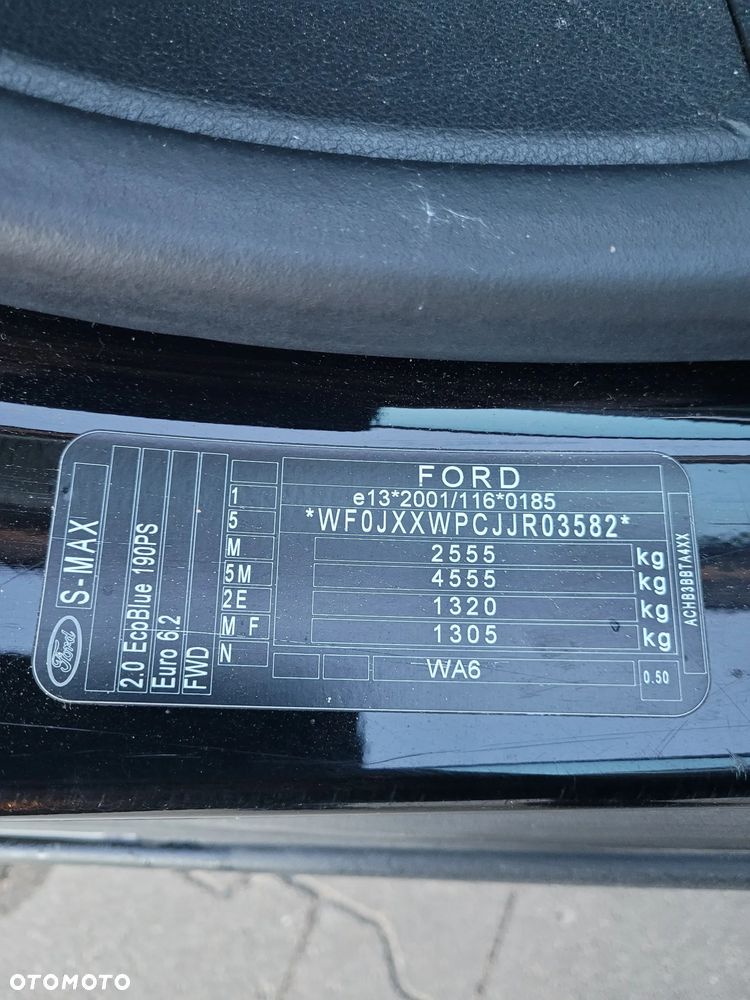 FORD
e13*2001/116*0185
*WF0JXXWPCJJR03582*
2555 kg
4555 kg
1320 kg
1305 kg
WA6
0.50
ACHB3BBTA4XX
1
5
M
5M
2E
M F
N
Ford
S-MAX
2.0 EcoBlue 190PS
Euro 6.2
FWD
OTOMOTO